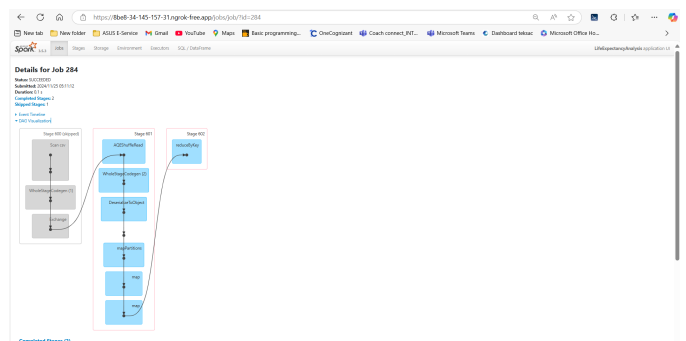 https://8be8-34-145-157-31.ngrok-free.app/jobs/job/?id=284
New tab
New folder
ASUS E-Service
Gmail
YouTube
Maps
Basic programming...
OneCognizant
Coach connect_INT...
Microsoft Teams
Dashboard teksac
Microsoft Office Ho...
Spark
Jobs
Stages
Storage
Environment
Executors
SQL / DataFrame
LifeExpectancyAnalysis application UI
Details for Job 284
Status: SUCCEEDED
Submitted: 2024/11/25 05:11:12
Duration: 0.1 s
Completed Stages: 2
Skipped Stages: 1
Event Timeline
DAG Visualization
Stage 600 (skipped)
Scan csv
WholeStageCodegen (1)
Exchange
Stage 601
AQEShuffleRead
WholeStageCodegen (2)
DeserializeToObject
mapPartitions
map
map
Stage 602
reduceByKey
Completed Stages (2)